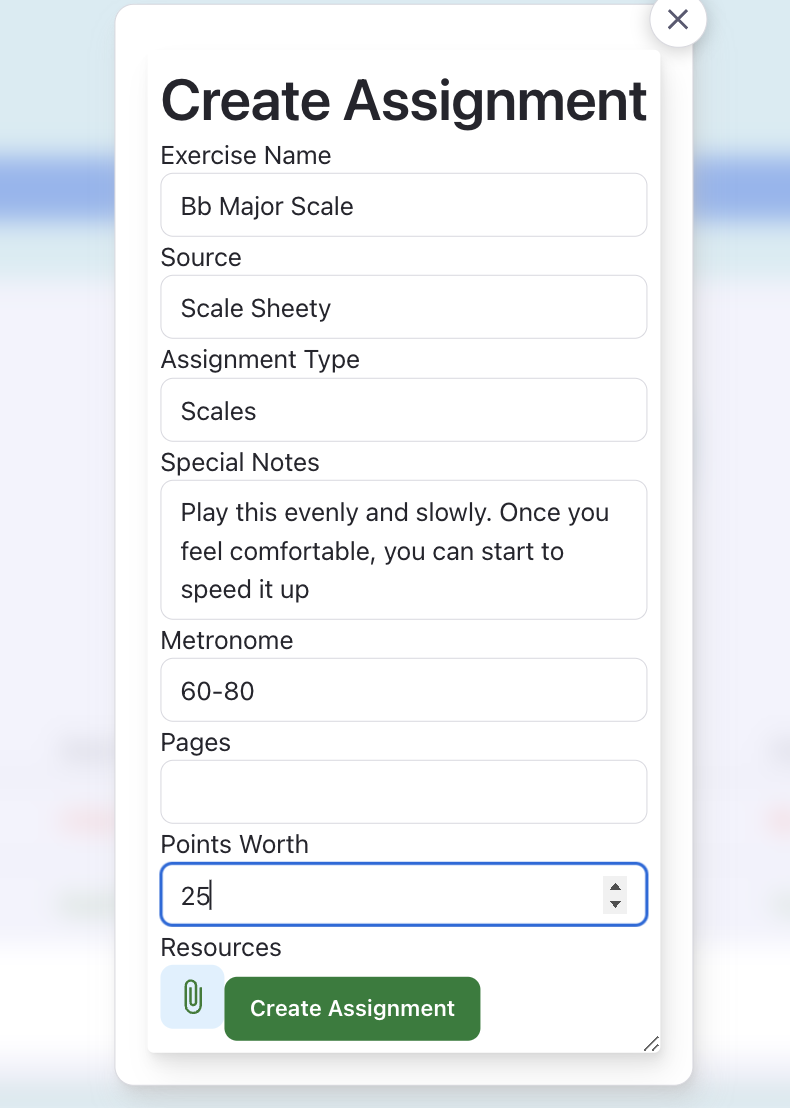 Create Assignment
Exercise Name
Bb Major Scale
Source
Scale Sheety
Assignment Type
Scales
Special Notes
Play this evenly and slowly. Once you
feel comfortable, you can start to
speed it up
Metronome
60-80
Pages
Points Worth
25
Resources
Create Assignment